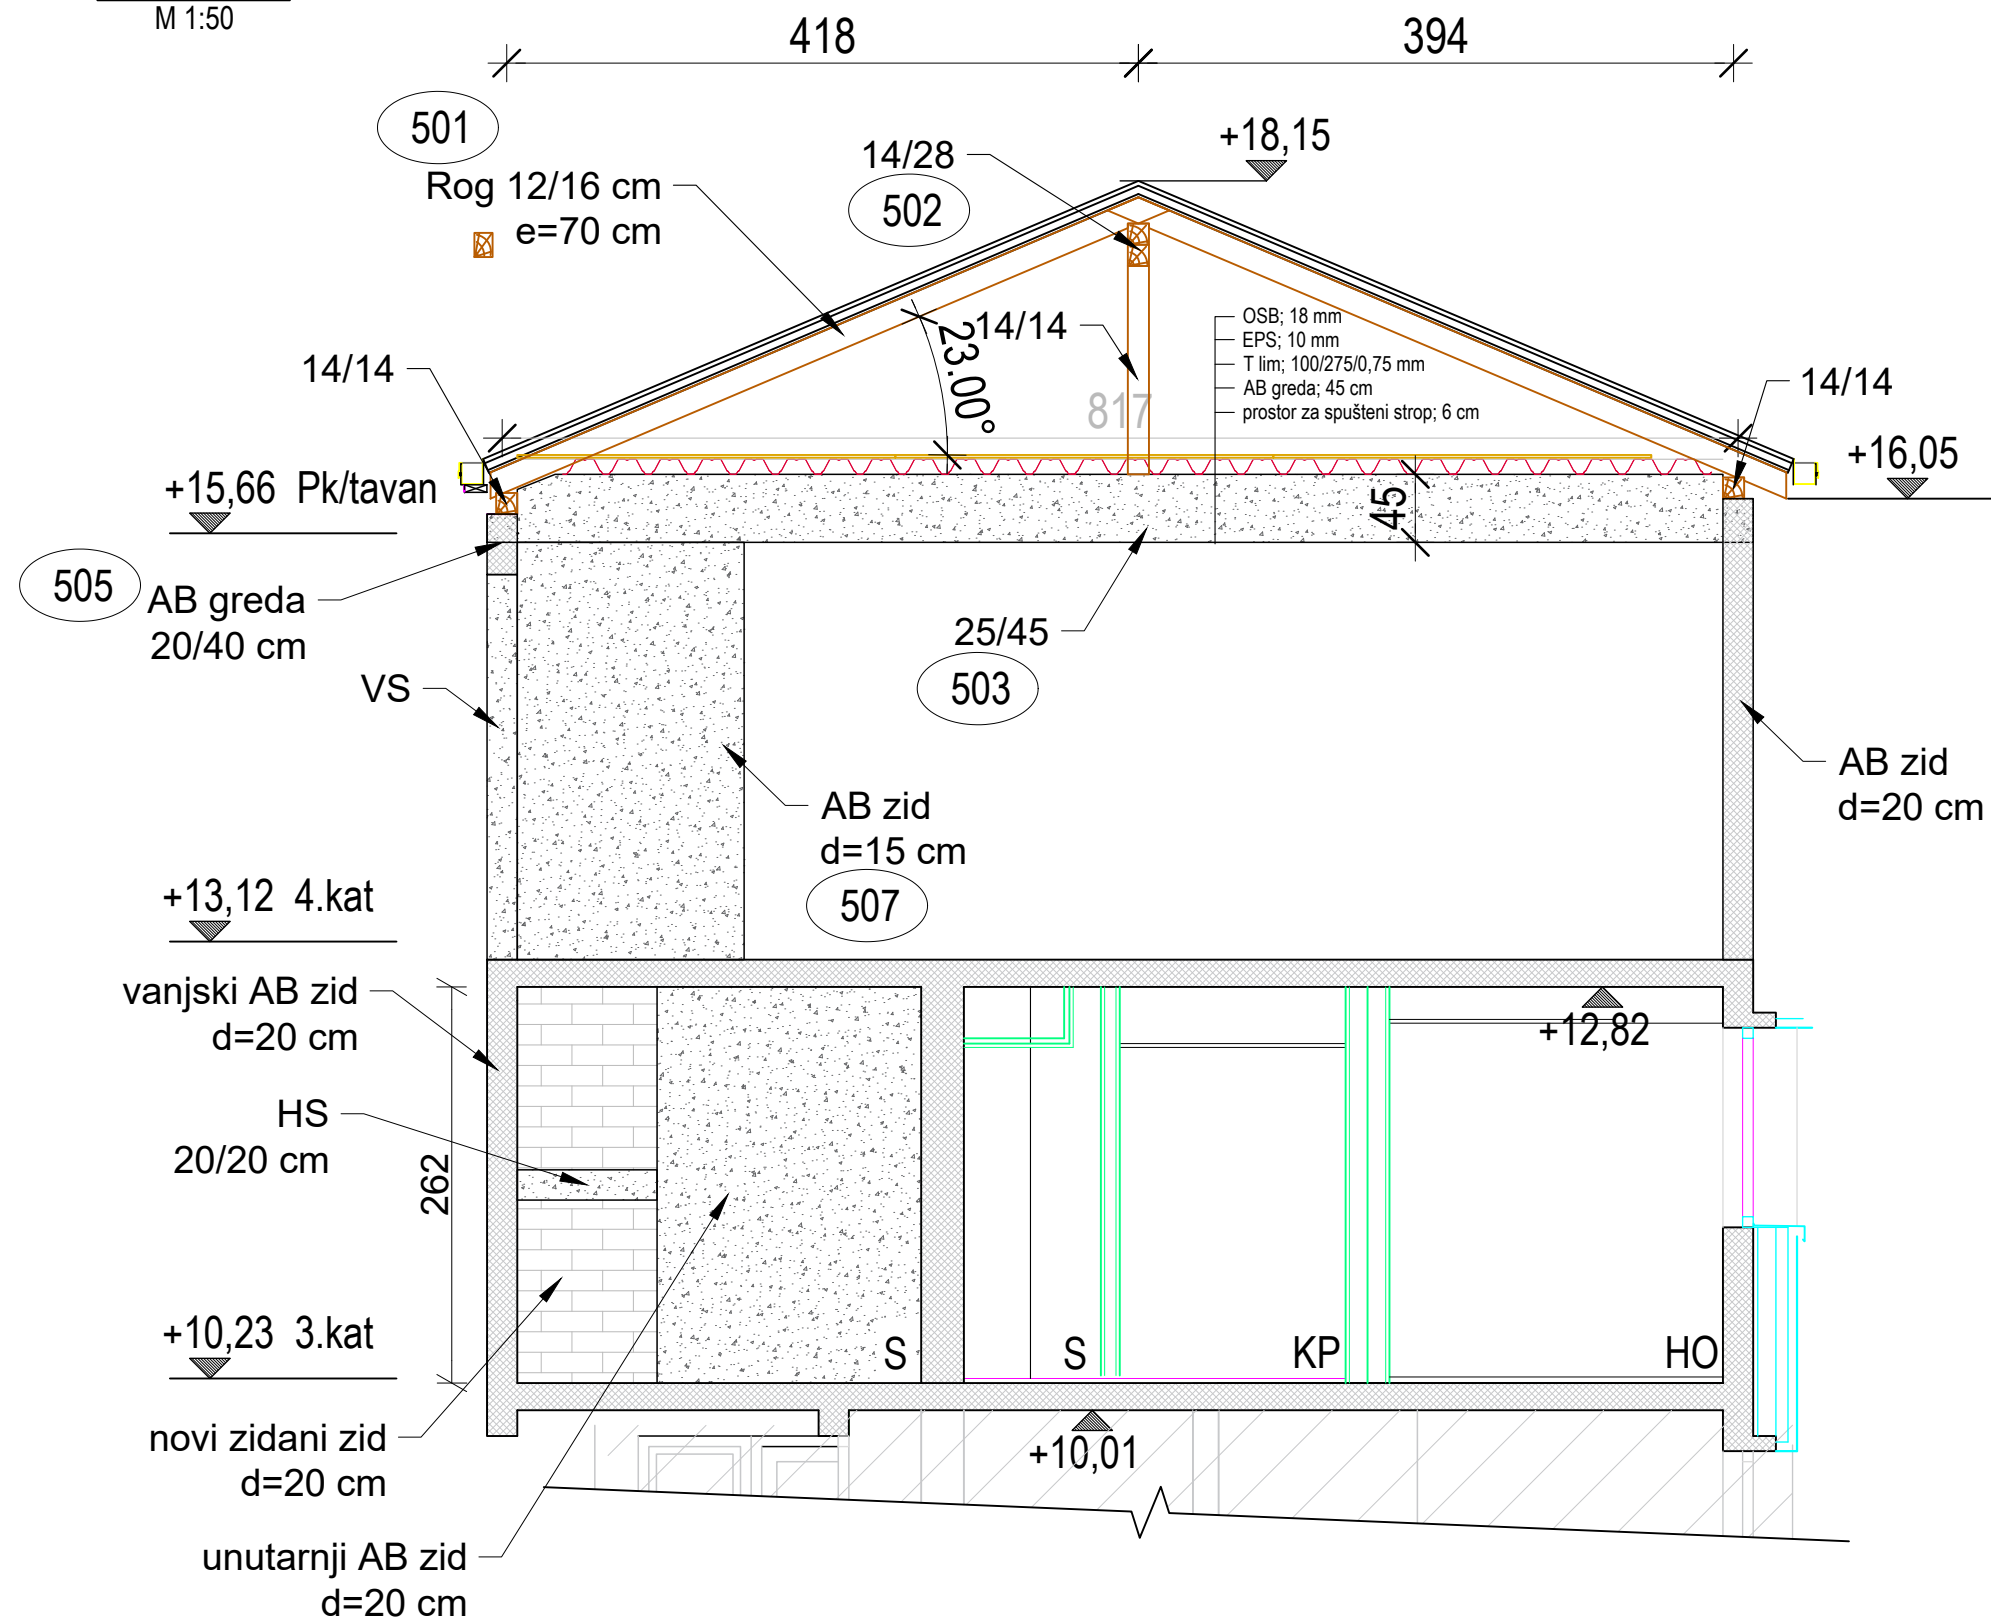 M 1:50
418
394
501
Rog 12/16 cm
e=70 cm
14/28
502
+18,15
14/14
23.00°
14/14
817
OSB; 18 mm
EPS; 10 mm
T lim; 100/275/0,75 mm
AB greda; 45 cm
prostor za spušteni strop; 6 cm
14/14
+16,05
+15,66 Pk/tavan
45
505
AB greda
20/40 cm
25/45
503
VS
AB zid
d=15 cm
507
AB zid
d=20 cm
+13,12 4.kat
vanjski AB zid
d=20 cm
+12,82
HS
20/20 cm
262
+10,23 3.kat
S
S
KP
HO
novi zidani zid
d=20 cm
+10,01
unutarnji AB zid
d=20 cm